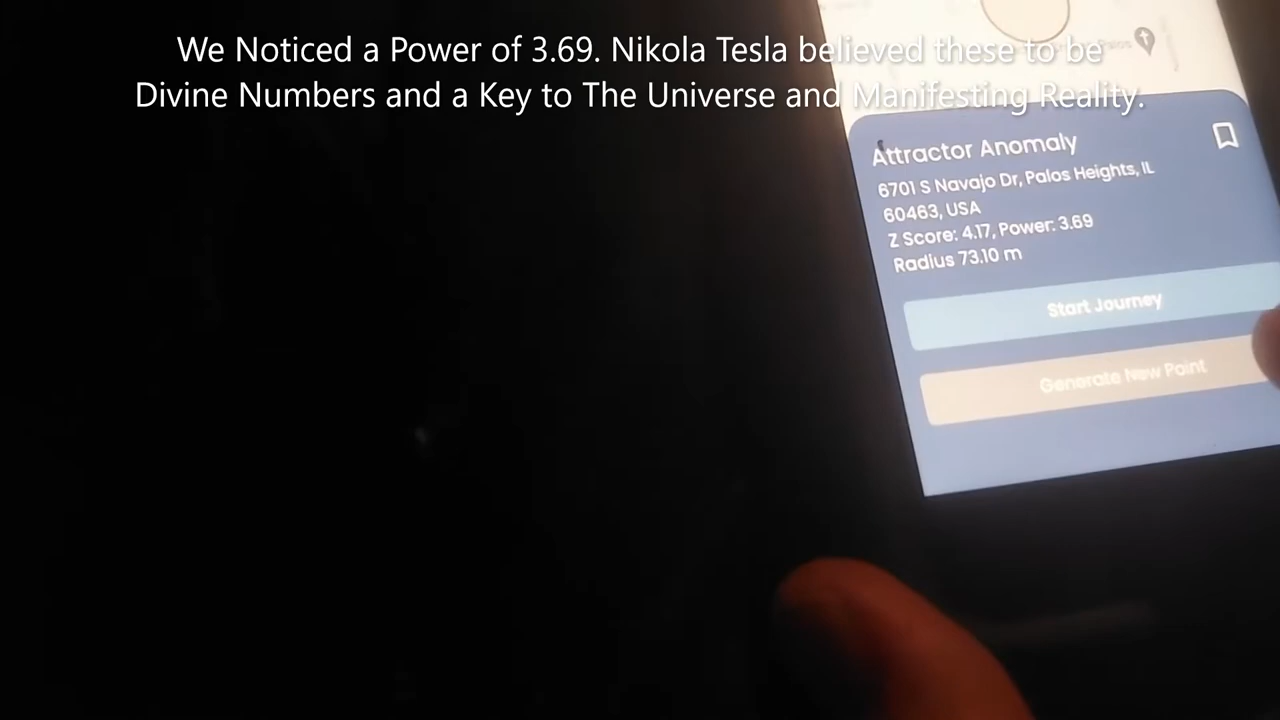 We Noticed a Power of 3.69. Nikola Tesla believed these to be
Divine Numbers and a Key to The Universe and Manifesting Reality.
Palos
Attractor Anomaly
6701 S Navajo Dr, Palos Heights, IL
60463, USA
Z Score: 4.17, Power: 3.69
Radius 73.10 m
Start Journey
Generate New Point